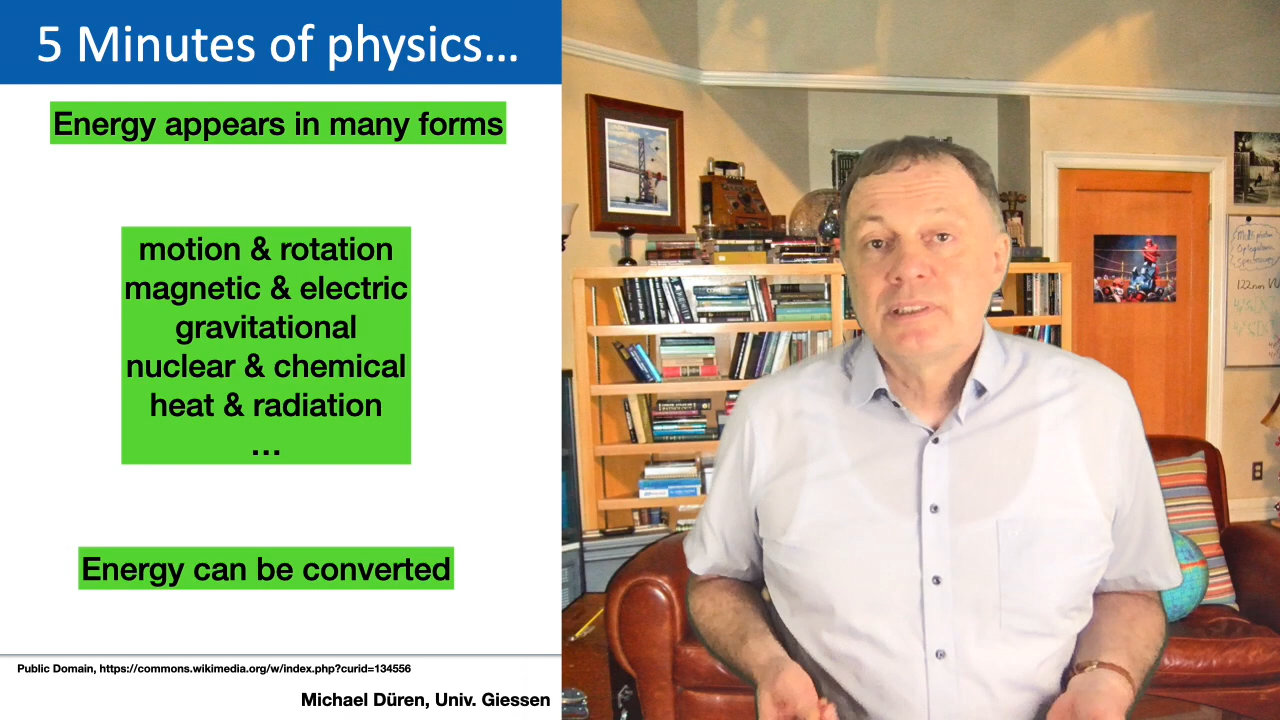 5 Minutes of physics...
Energy appears in many forms
motion & rotation
magnetic & electric
gravitational
nuclear & chemical
heat & radiation
...
Energy can be converted
Public Domain, https://commons.wikimedia.org/w/index.php?curid=134556
Michael Düren, Univ. Giessen
122nm